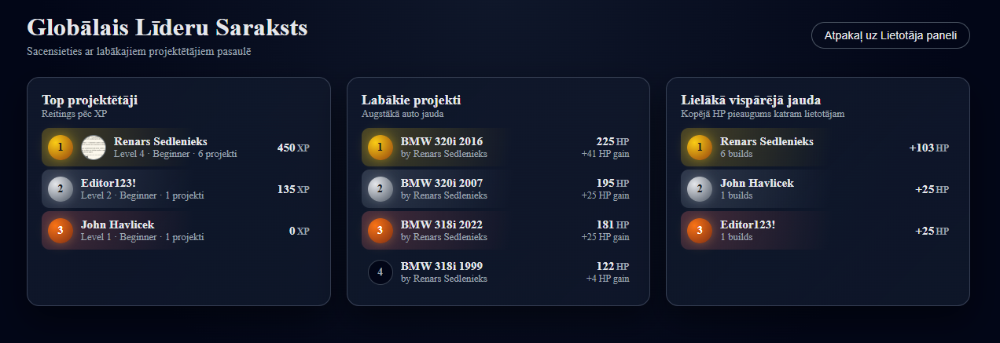 Globālais Līderu Saraksts
Sacensieties ar labākajiem projektētājiem pasaulē
Atpakaļ uz Lietotāja paneli
Top projektētāji
Reitings pēc XP
1
Renars Sedlenieks
Level 4 · Beginner · 6 projekti
450 XP
2
Editor123!
Level 2 · Beginner · 1 projekti
135 XP
3
John Havlicek
Level 1 · Beginner · 1 projekti
0 XP
Labākie projekti
Augstākā auto jauda
1
BMW 320i 2016
by Renars Sedlenieks
225 HP
+41 HP gain
2
BMW 320i 2007
by Renars Sedlenieks
195 HP
+25 HP gain
3
BMW 318i 2022
by Renars Sedlenieks
181 HP
+25 HP gain
4
BMW 318i 1999
by Renars Sedlenieks
122 HP
+4 HP gain
Lielākā vispārējā jauda
Kopējā HP pieaugums katram lietotājam
1
Renars Sedlenieks
6 builds
+103 HP
2
John Havlicek
1 builds
+25 HP
3
Editor123!
1 builds
+25 HP